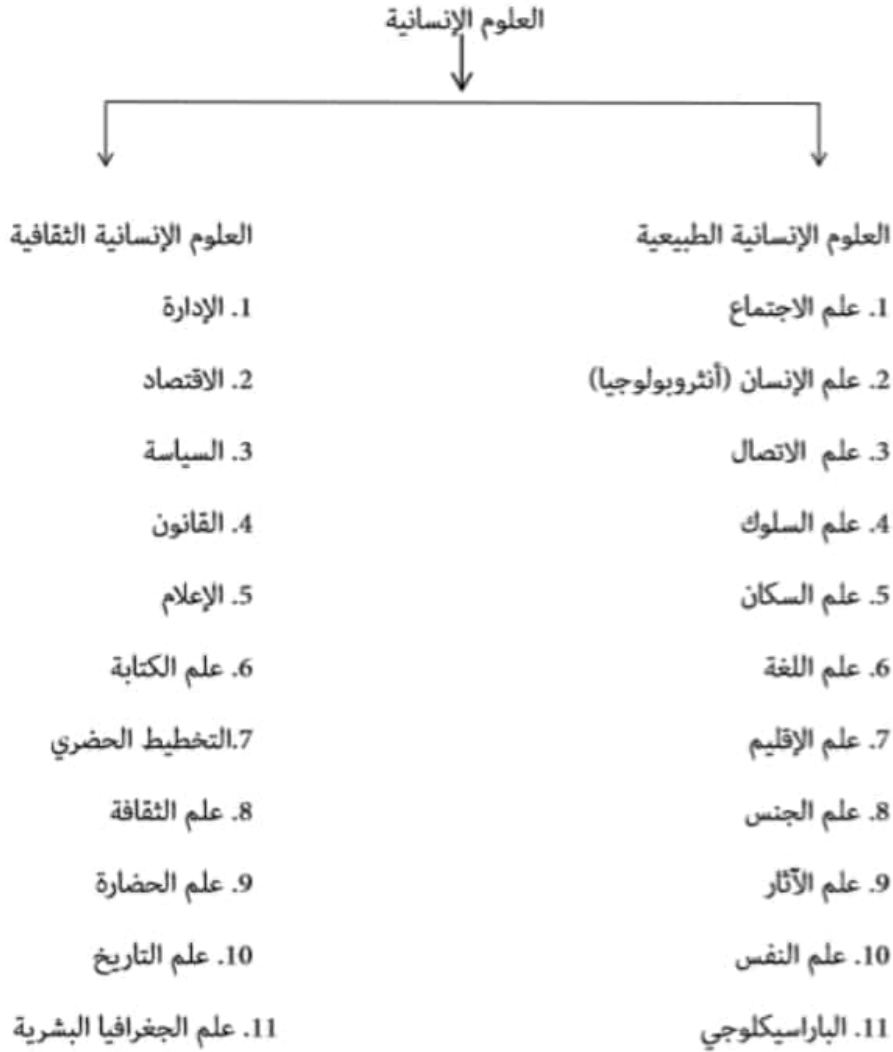 العلوم الإنسانية
العلوم الإنسانية الطبيعية
1. علم الاجتماع
2. علم الإنسان (أنثروبولوجيا)
3. علم الاتصال
4. علم السلوك
5. علم السكان
6. علم اللغة
7. علم الإقليم
8. علم الجنس
9. علم الآثار
10. علم النفس
11. الباراسيكلوجي
العلوم الإنسانية الثقافية
1. الإدارة
2. الاقتصاد
3. السياسة
4. القانون
5. الإعلام
6. علم الكتابة
7.التخطيط الحضري
8. علم الثقافة
9. علم الحضارة
10. علم التاريخ
11. علم الجغرافيا البشرية